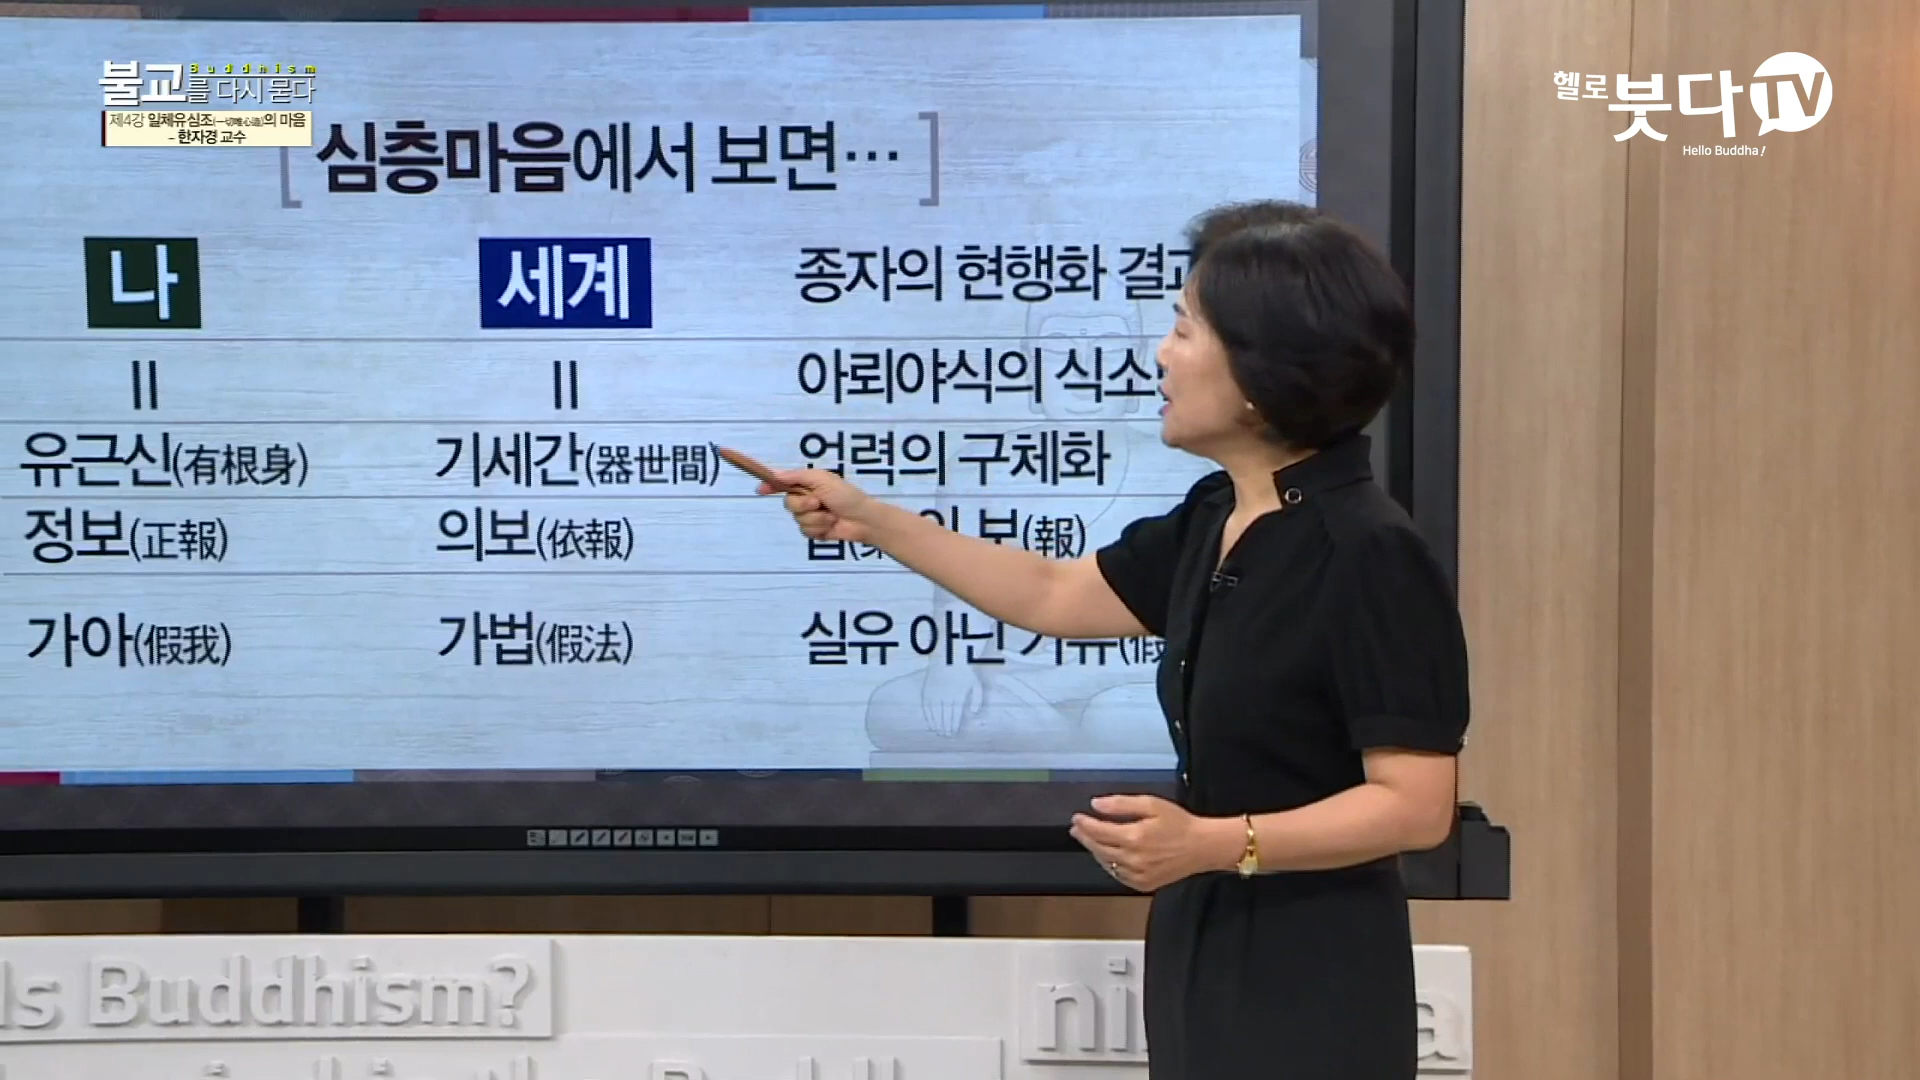 Buddhism
불교를 다시 묻다
제4강 일체유심조(一切唯心造)의 마음
- 한자경 교수
헬로붓다TV
Hello Buddha!
[심층마음에서 보면…]
나 세계 종자의 현행화
= = 아뢰야식의
유근신(有根身) 기세간(器世間) 업력의 구체화
정보(正報) 의보(依報) 보(報)
가아(假我) 가법(假法) 실유 아닌
Is Buddhism?